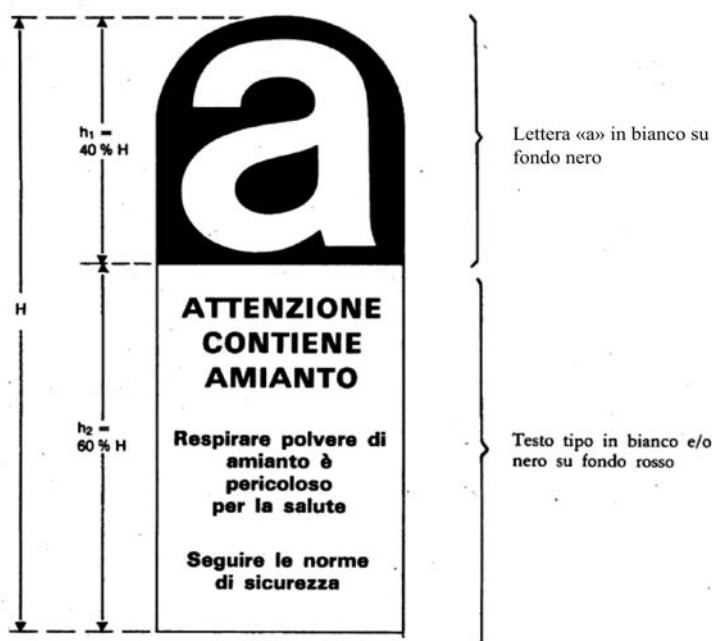 a
h₁ =
40 % H
Lettera «a» in bianco su
fondo nero
H
ATTENZIONE
CONTIENE
AMIANTO
h₂ =
60 % H
Respirare polvere di
amianto è
pericoloso
per la salute
Testo tipo in bianco e/o
nero su fondo rosso
Seguire le norme
di sicurezza